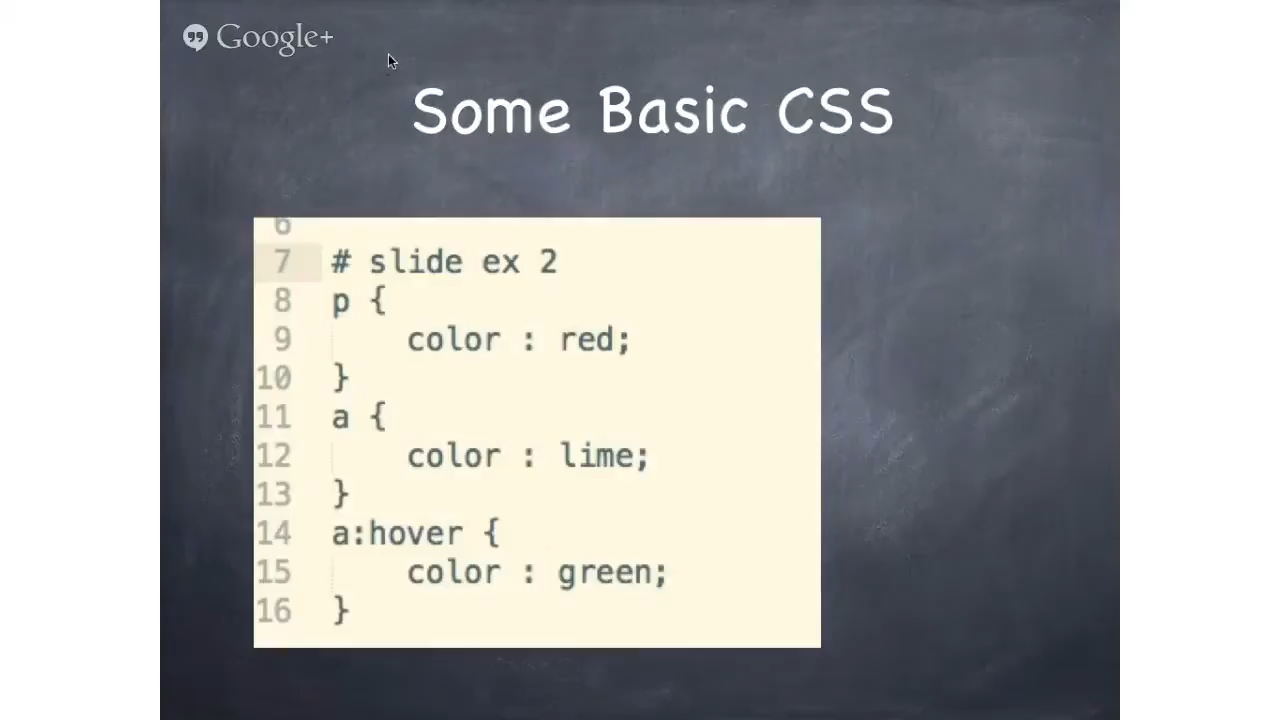 Google+
Some Basic CSS
6
7 # slide ex 2
8 p {
9 color : red;
10 }
11 a {
12 color : lime;
13 }
14 a:hover {
15 color : green;
16 }